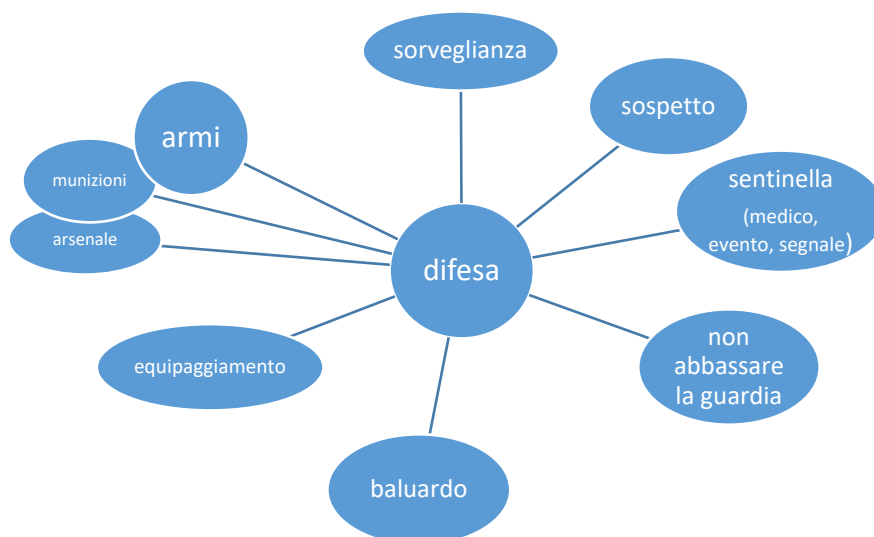 sorveglianza
sospetto
armi
munizioni
arsenale
sentinella
(medico,
evento, segnale)
difesa
non
abbassare
la guardia
equipaggiamento
baluardo